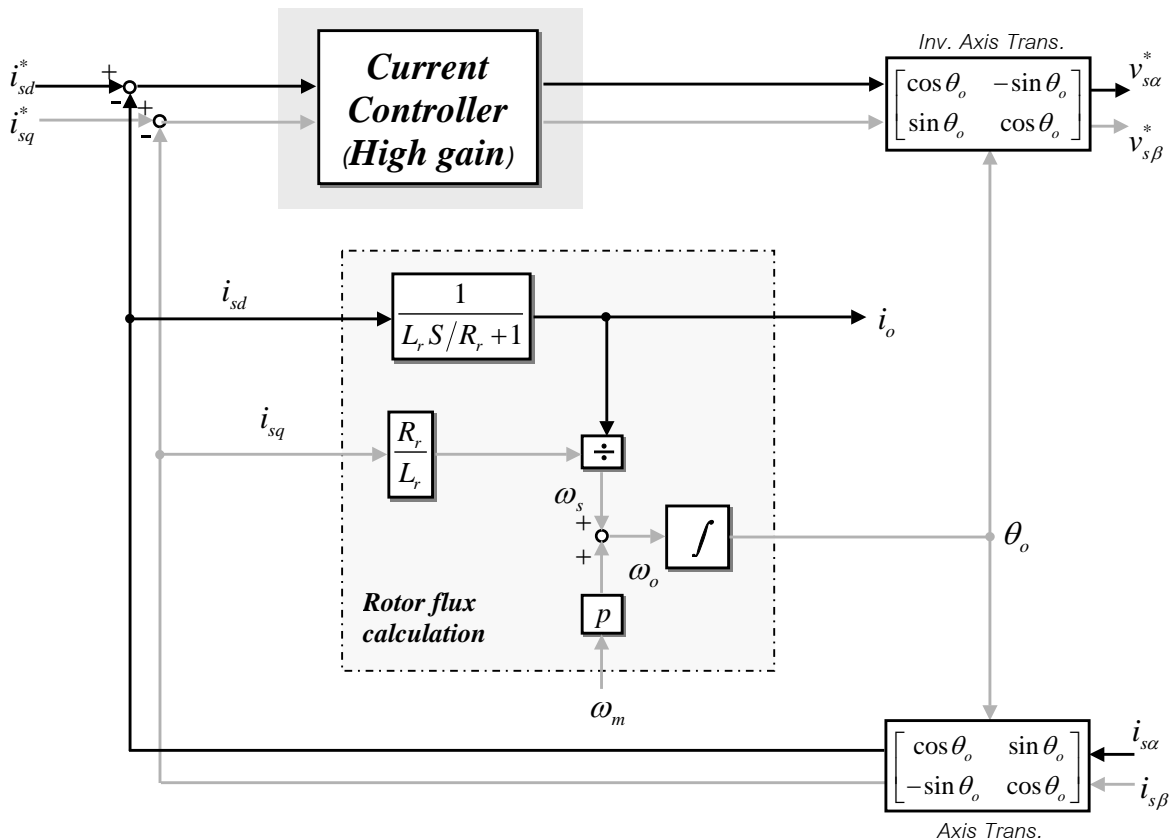 Inv. Axis Trans.
i*sd
+
-
i*sq
+
-
Current
Controller
(High gain)
cos θo −sin θo
sin θo cos θo
v*sα
v*sβ
isd
1
Lr S/Rr +1
io
isq
Rr
Lr
÷
ωs
+
+
∫
θo
ωo
Rotor flux
calculation
p
ωm
cos θo sin θo
−sin θo cos θo
isα
isβ
Axis Trans.